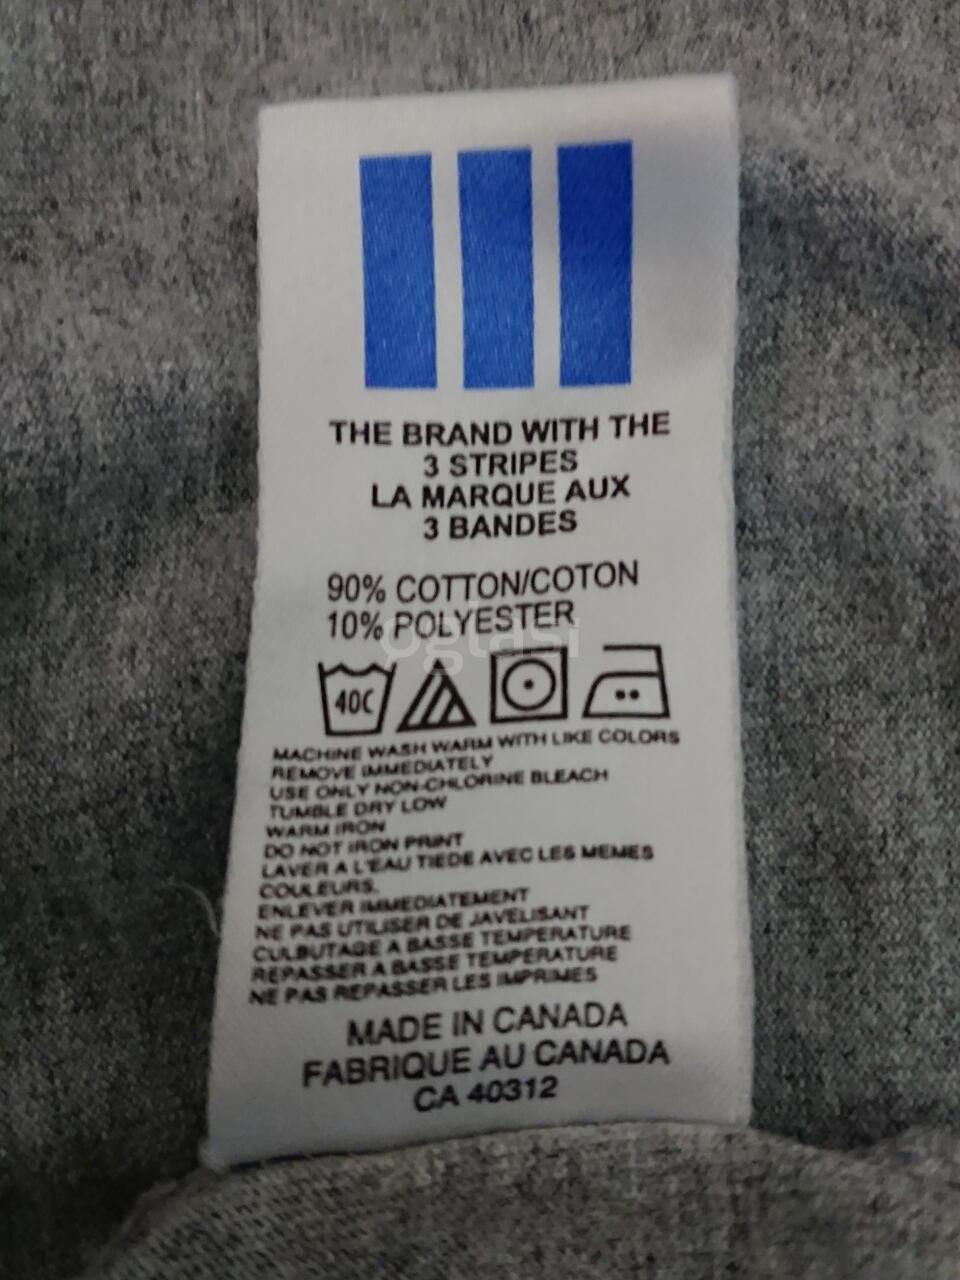 THE BRAND WITH THE
3 STRIPES
LA MARQUE AUX
3 BANDES
90% COTTON/COTON
10% POLYESTER
oglasi
40C
MACHINE WASH WARM WITH LIKE COLORS
REMOVE IMMEDIATELY
USE ONLY NON-CHLORINE BLEACH
TUMBLE DRY LOW
WARM IRON
DO NOT IRON PRINT
LAVER A L'EAU TIEDE AVEC LES MEMES
COULEURS.
ENLEVER IMMEDIATEMENT
NE PAS UTILISER DE JAVELISANT
CULBUTAGE A BASSE TEMPERATURE
REPASSER A BASSE TEMPERATURE
NE PAS REPASSER LES IMPRIMES
MADE IN CANADA
FABRIQUE AU CANADA
CA 40312